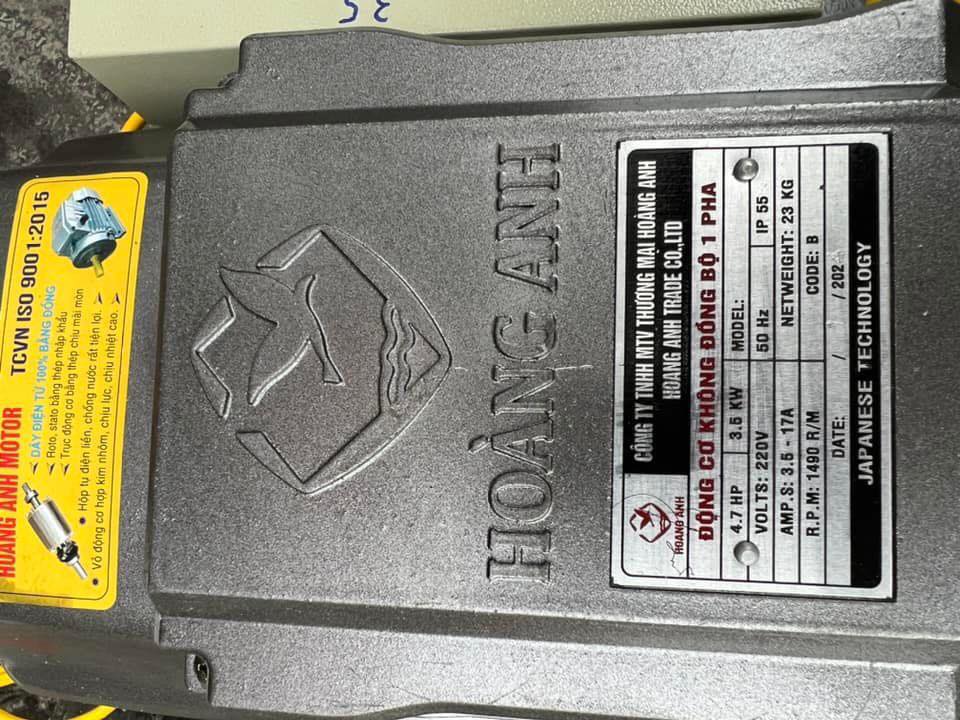 35
HOÀNG ANH MOTOR
TCVN ISO 9001:2015
DÂY ĐIỆN TỪ 100% BẰNG ĐỒNG
Roto, stato bằng thép nhập khẩu
Trục động cơ bằng thép chịu mài mòn
• Hộp tụ điện liền, chống nước rất tiện lợi.
• Vỏ động cơ hợp kim nhôm, chịu lực, chịu nhiệt cao.
HOÀNG ANH
HOÀNG ANH
CÔNG TY TNHH MTV THƯƠNG MẠI HOÀNG ANH
HOANG ANH TRADE CO.,LTD
ĐỘNG CƠ KHÔNG ĐỒNG BỘ 1 PHA
4.7 HP 3.5 KW MODEL:
VOLTS: 220V 50 Hz IP 55
AMP.S: 3.5 - 17A NETWEIGHT: 23 KG
R.P.M: 1490 R/M CODE: B
DATE: / / 202
JAPANESE TECHNOLOGY